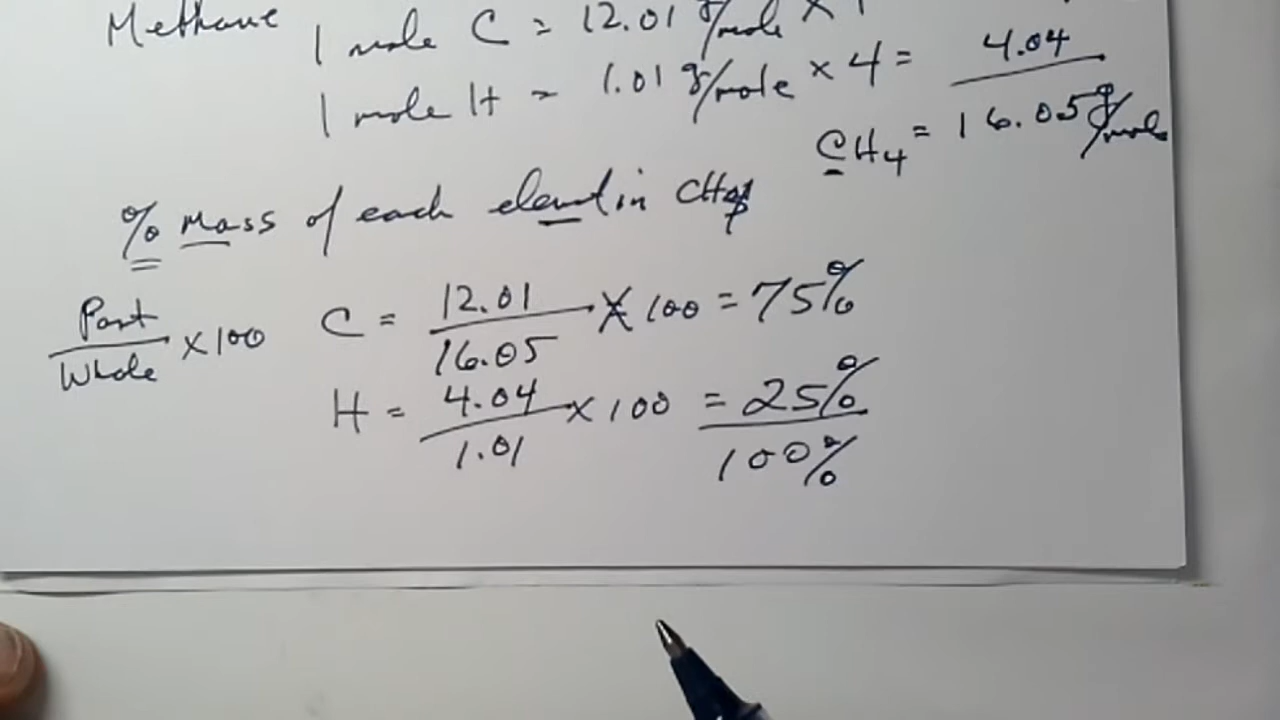 Methane 1 mole C = 12.01 g/mole × 1
1 mole H = 1.01 g/mole × 4 = 4.04
CH4 = 16.05 g/mole
% Mass of each element in CH4
Part/Whole × 100 C = 12.01/16.05 × 100 = 75%
H = 4.04/1.01 × 100 = 25%
100%